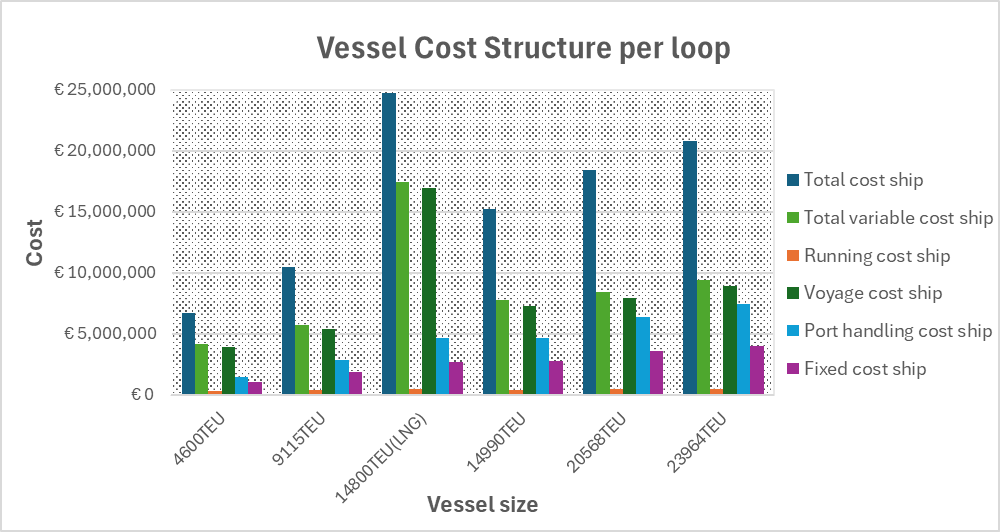 Vessel Cost Structure per loop
€ 25,000,000
€ 20,000,000
€ 15,000,000
€ 10,000,000
€ 5,000,000
€ 0
Cost
4600TEU
9115TEU
14800TEU(LNG)
14990TEU
20568TEU
23964TEU
Vessel size
Total cost ship
Total variable cost ship
Running cost ship
Voyage cost ship
Port handling cost ship
Fixed cost ship